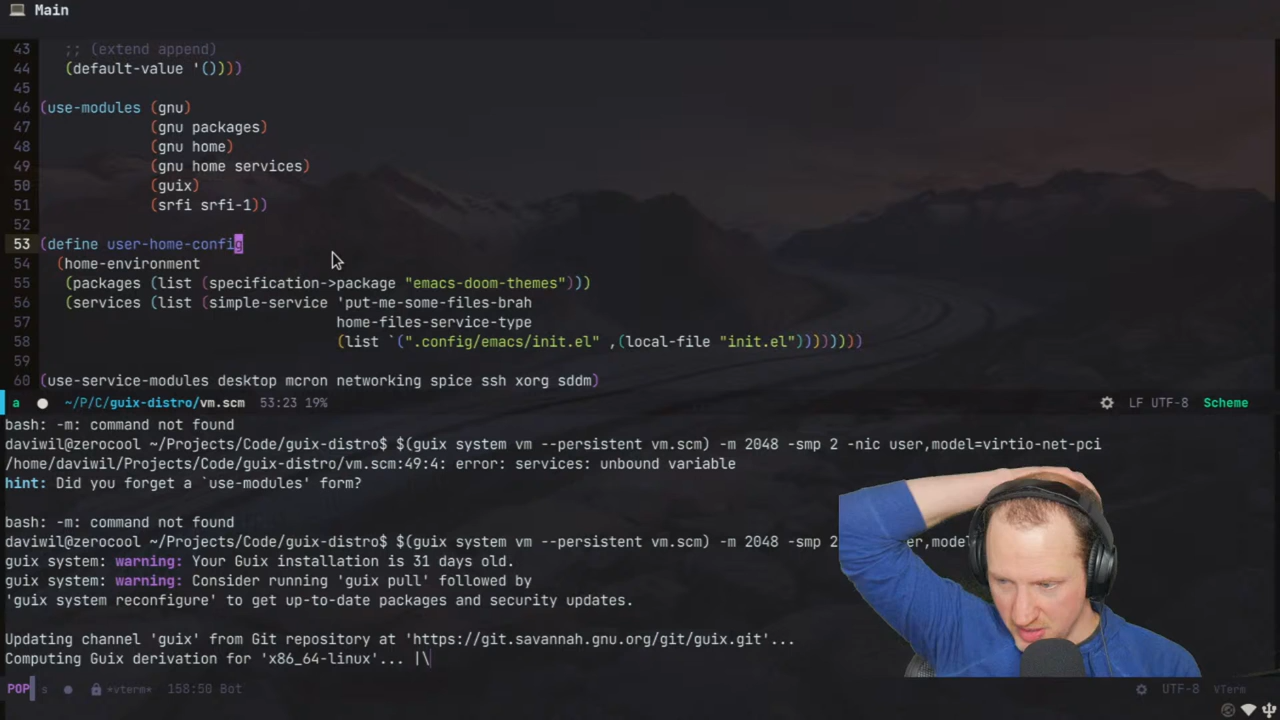 Main
43 ;; (extend append)
44 (default-value '())))
45
46 (use-modules (gnu)
47 (gnu packages)
48 (gnu home)
49 (gnu home services)
50 (guix)
51 (srfi srfi-1))
52
53 (define user-home-config
54 (home-environment
55 (packages (list (specification->package "emacs-doom-themes")))
56 (services (list (simple-service 'put-me-some-files-brah
57 home-files-service-type
58 (list `(".config/emacs/init.el" ,(local-file "init.el"))))))))
59
60 (use-service-modules desktop mcron networking spice ssh xorg sddm)
a ~/P/C/guix-distro/vm.scm 53:23 19% LF UTF-8 Scheme
bash: -m: command not found
daviwil@zerocool ~/Projects/Code/guix-distro$ $(guix system vm --persistent vm.scm) -m 2048 -smp 2 -nic user,model=virtio-net-pci
/home/daviwil/Projects/Code/guix-distro/vm.scm:49:4: error: services: unbound variable
hint: Did you forget a `use-modules' form?
bash: -m: command not found
daviwil@zerocool ~/Projects/Code/guix-distro$ $(guix system vm --persistent vm.scm) -m 2048 -smp 2
guix system: warning: Your Guix installation is 31 days old.
guix system: warning: Consider running 'guix pull' followed by
'guix system reconfigure' to get up-to-date packages and security updates.
Updating channel 'guix' from Git repository at 'https://git.savannah.gnu.org/git/guix.git'...
Computing Guix derivation for 'x86_64-linux'... |\
POP s *vterm* 158:50 Bot UTF-8 VTerm